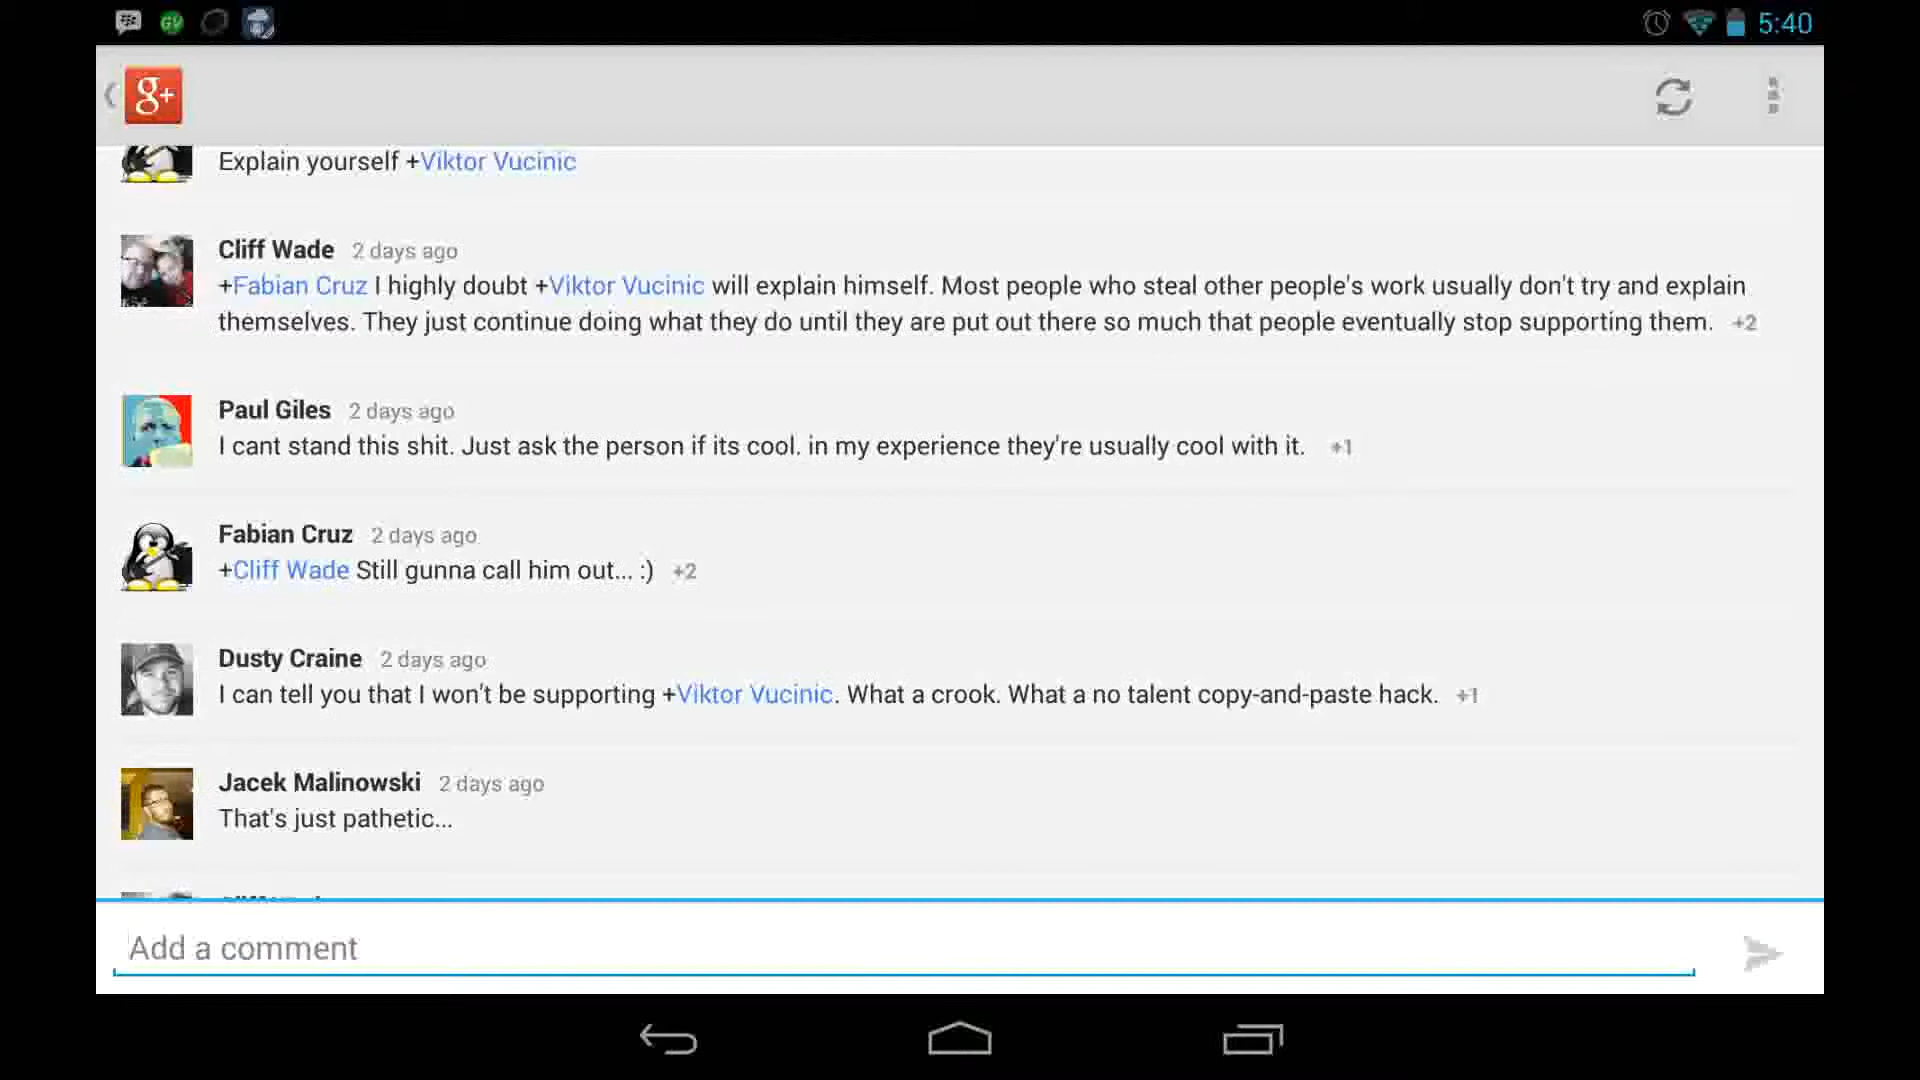 5:40
g+
Explain yourself +Viktor Vucinic
Cliff Wade 2 days ago
+Fabian Cruz I highly doubt +Viktor Vucinic will explain himself. Most people who steal other people's work usually don't try and explain
themselves. They just continue doing what they do until they are put out there so much that people eventually stop supporting them. +2
Paul Giles 2 days ago
I cant stand this shit. Just ask the person if its cool. in my experience they're usually cool with it. +1
Fabian Cruz 2 days ago
+Cliff Wade Still gunna call him out... :) +2
Dusty Craine 2 days ago
I can tell you that I won't be supporting +Viktor Vucinic. What a crook. What a no talent copy-and-paste hack. +1
Jacek Malinowski 2 days ago
That's just pathetic...
Add a comment